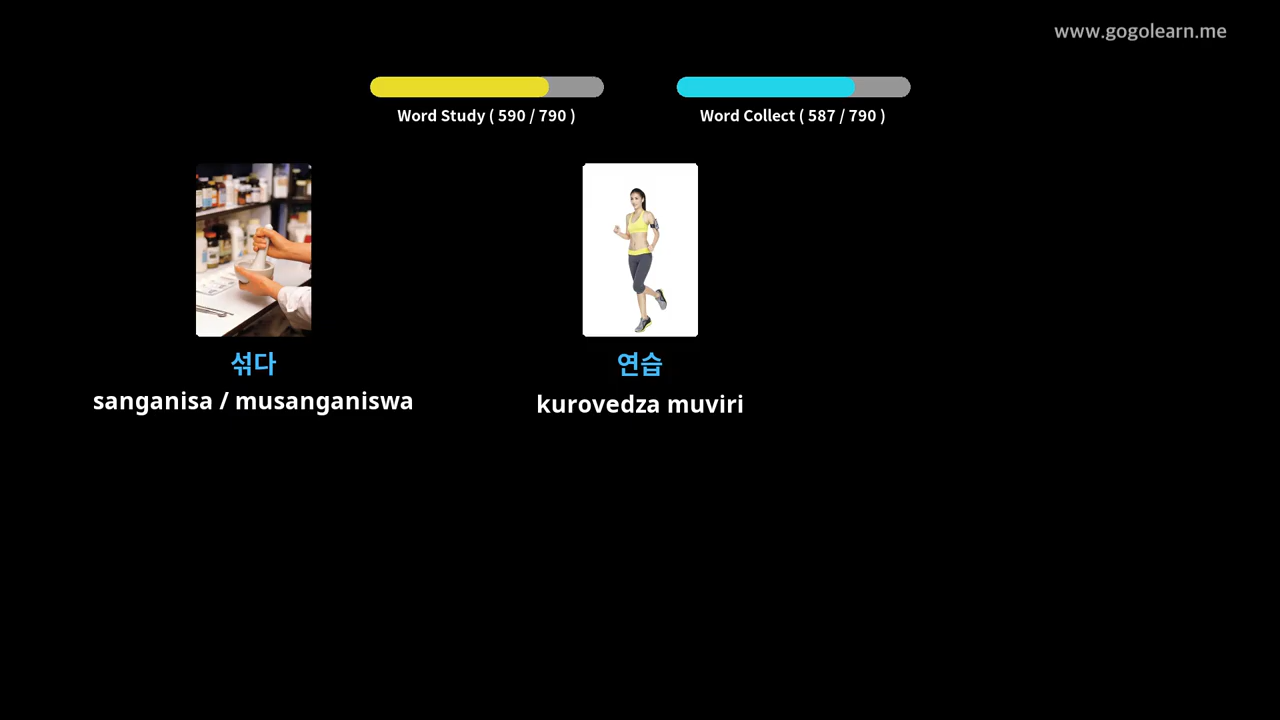 www.gogolearn.me
Word Study ( 590 / 790 )
Word Collect ( 587 / 790 )
섞다
sanganisa / musanganiswa
연습
kurovedza muviri